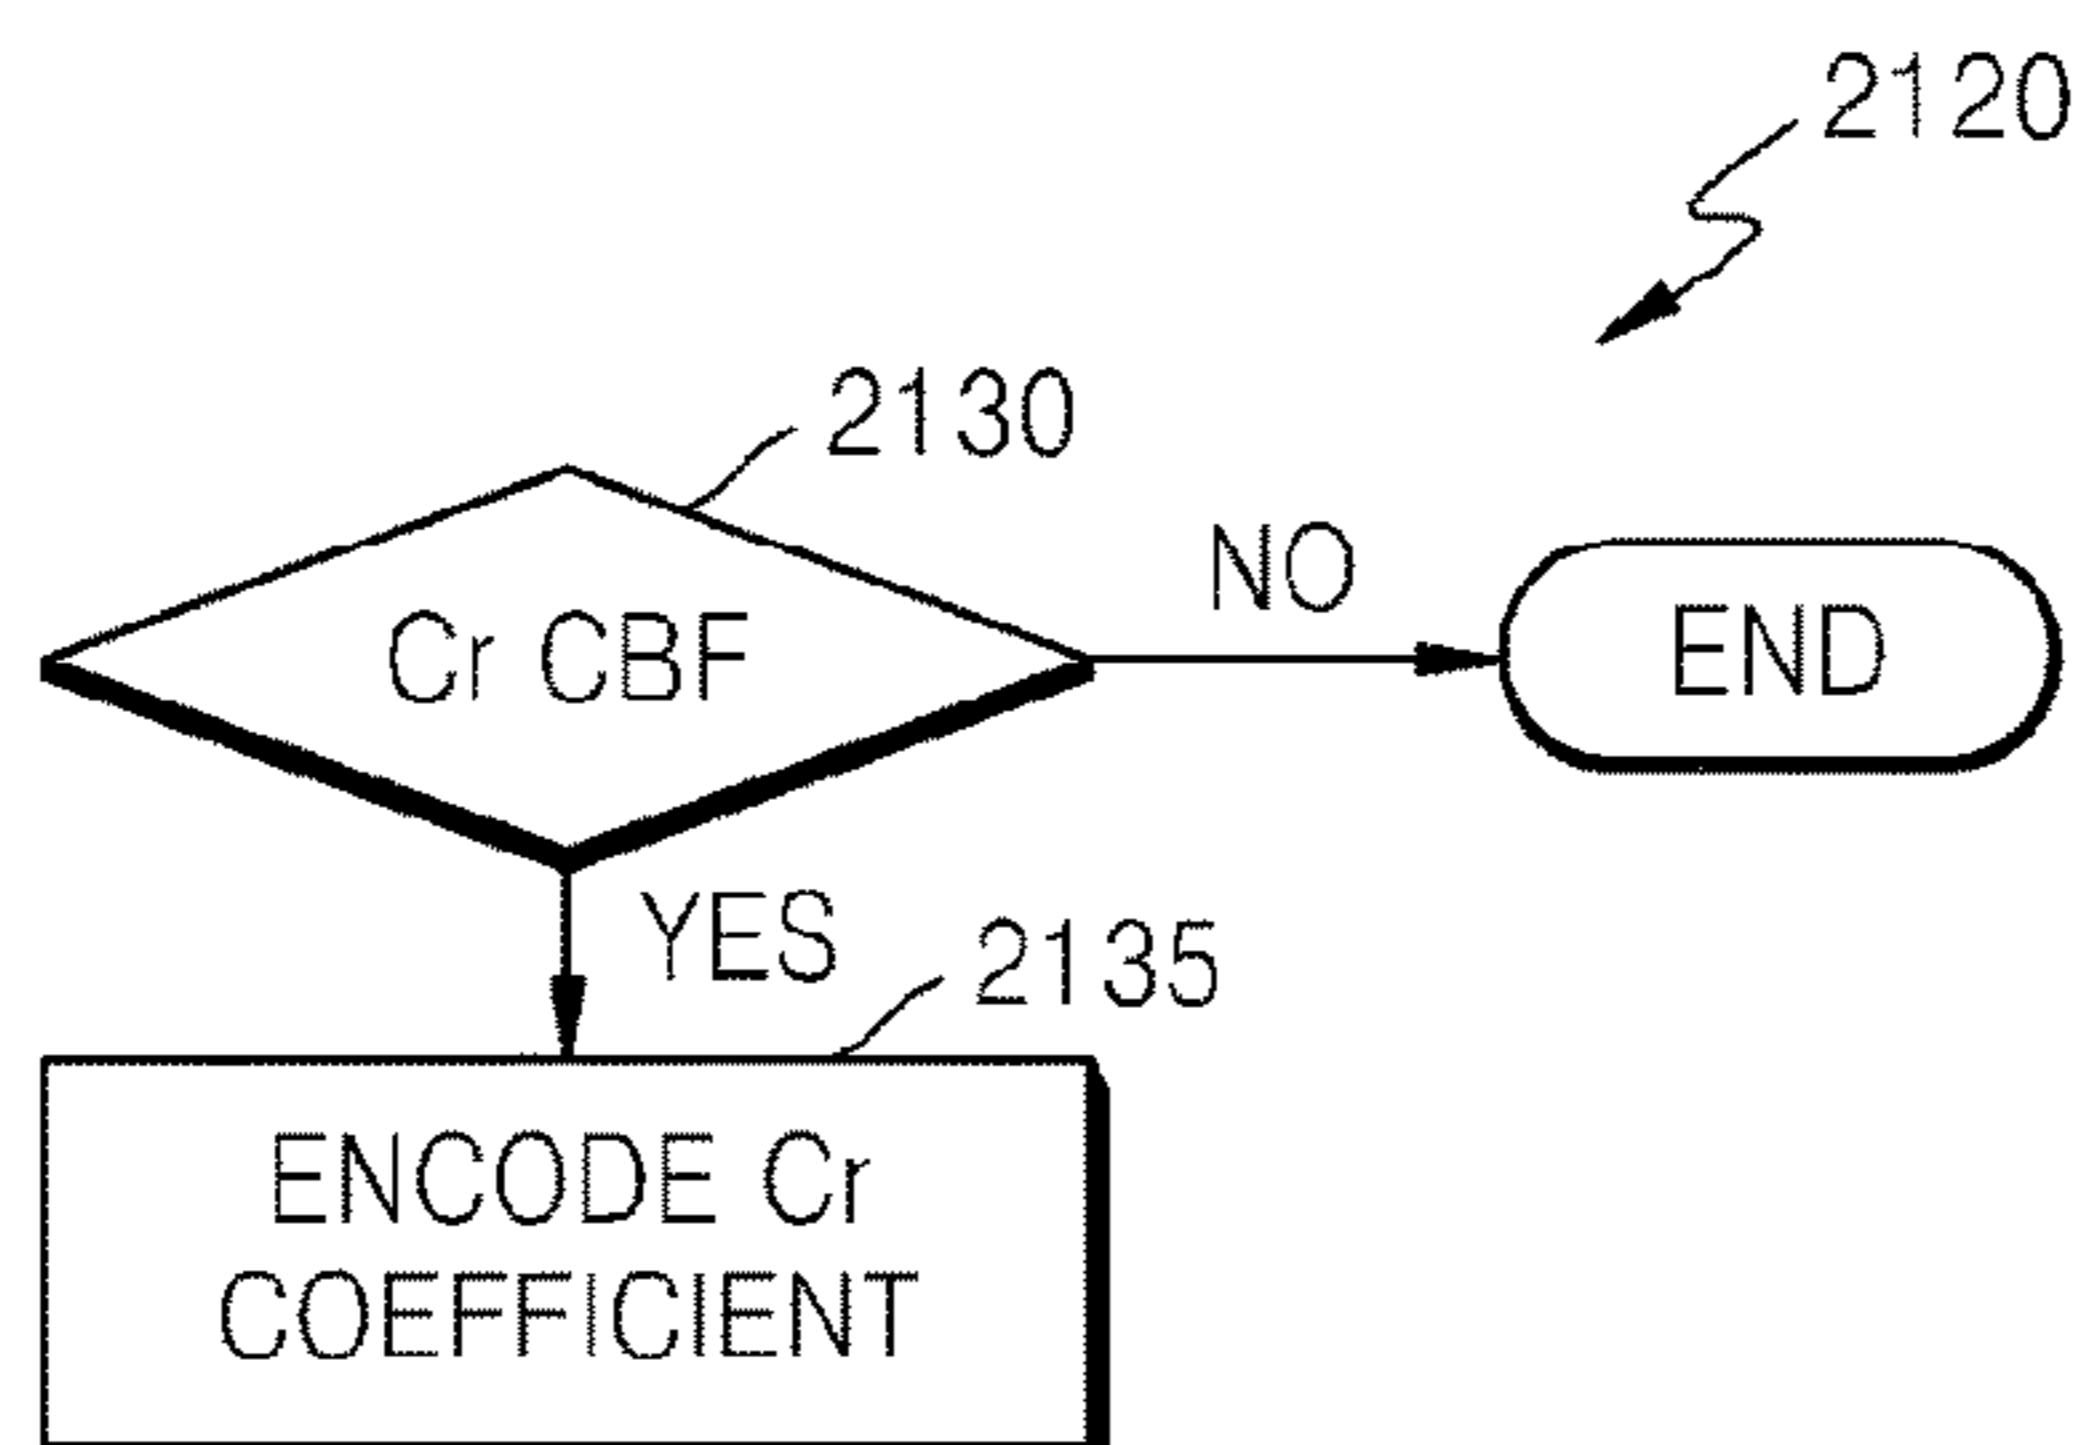 2120
2130
Cr CBF
NO
END
YES
2135
ENCODE Cr
COEFFICIENT